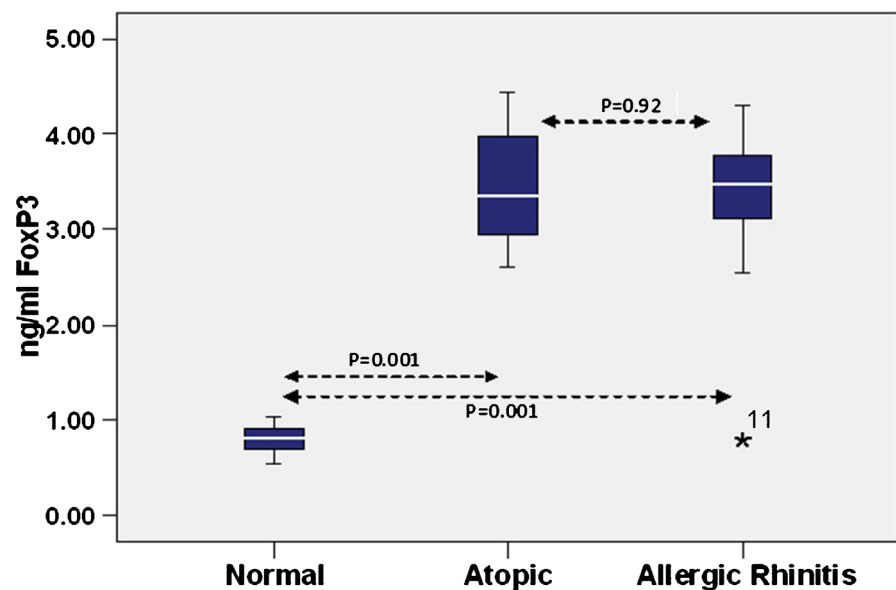 5.00
P=0.92
4.00
3.00
ng/ml FoxP3
2.00
P=0.001
P=0.001
1.00
11
*
0.00
Normal Atopic Allergic Rhinitis